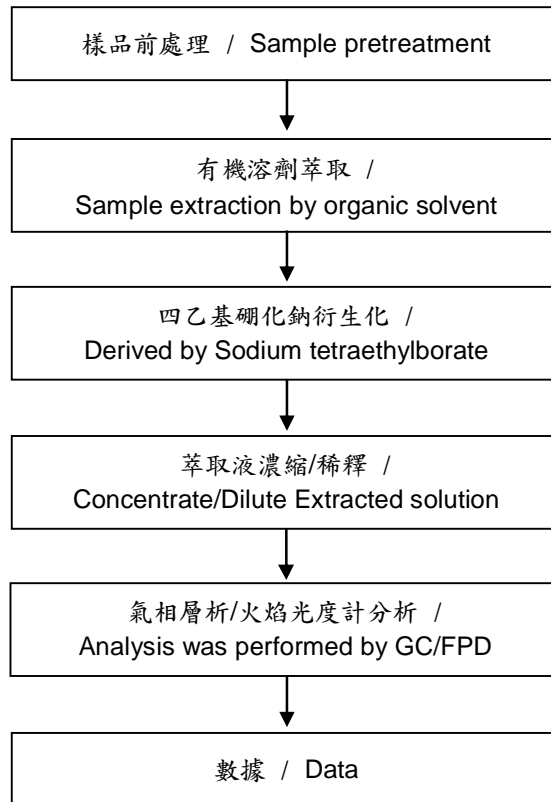 樣品前處理 / Sample pretreatment
有機溶劑萃取 /
Sample extraction by organic solvent
四乙基硼化鈉衍生化 /
Derived by Sodium tetraethylborate
萃取液濃縮/稀釋 /
Concentrate/Dilute Extracted solution
氣相層析/火焰光度計分析 /
Analysis was performed by GC/FPD
數據 / Data